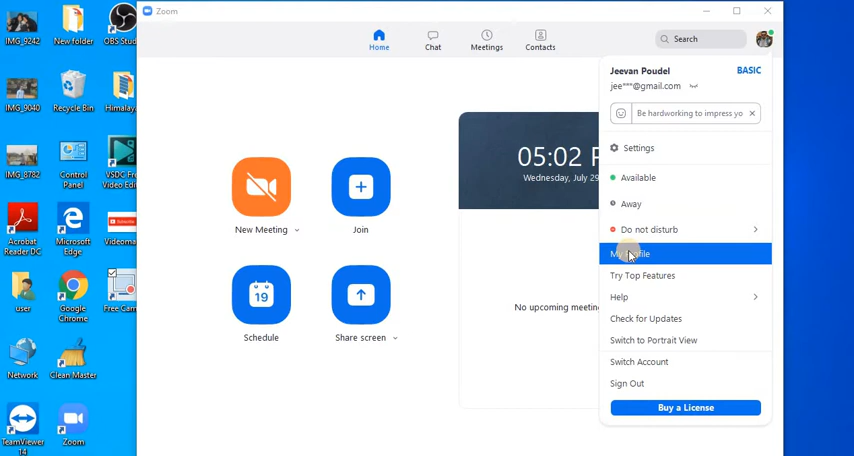 IMG_9242
New folder
OBS Stud
IMG_9040
Recycle Bin
Himalaya
IMG_8782
Control Panel
VSDC Free Video Edit
Acrobat Reader DC
Microsoft Edge
Videoma
user
Google Chrome
Free Cam
Network
Clean Master
TeamViewer 14
Zoom
Zoom
Home
Chat
Meetings
Contacts
Search
New Meeting
Join
Schedule
19
Share screen
05:02 P
Wednesday, July 29
No upcoming meeting
Jeevan Poudel
BASIC
jee***@gmail.com
Be hardworking to impress yo
Settings
Available
Away
Do not disturb
My Profile
Try Top Features
Help
Check for Updates
Switch to Portrait View
Switch Account
Sign Out
Buy a License